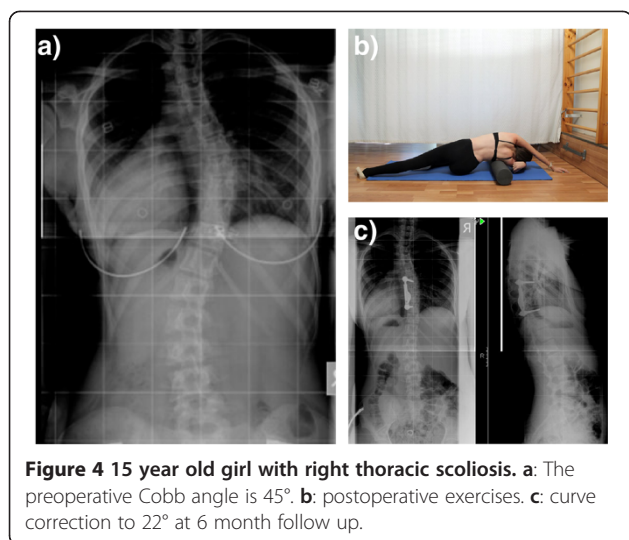 a)
b)
c)
R
R
Figure 4 15 year old girl with right thoracic scoliosis. a: The
preoperative Cobb angle is 45°. b: postoperative exercises. c: curve
correction to 22° at 6 month follow up.